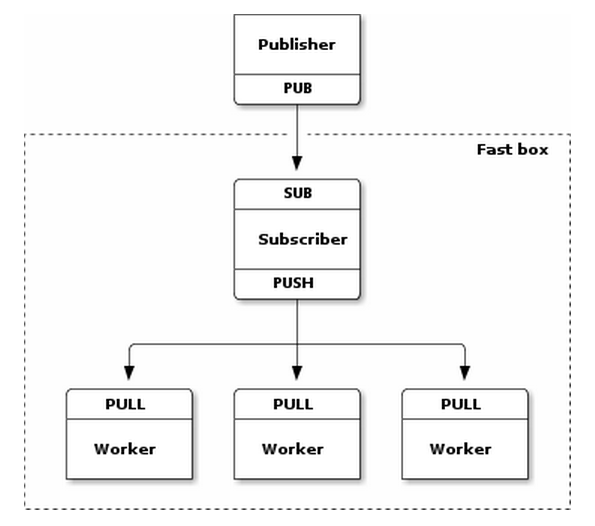 Publisher
PUB
Fast box
SUB
Subscriber
PUSH
PULL PULL PULL
Worker Worker Worker